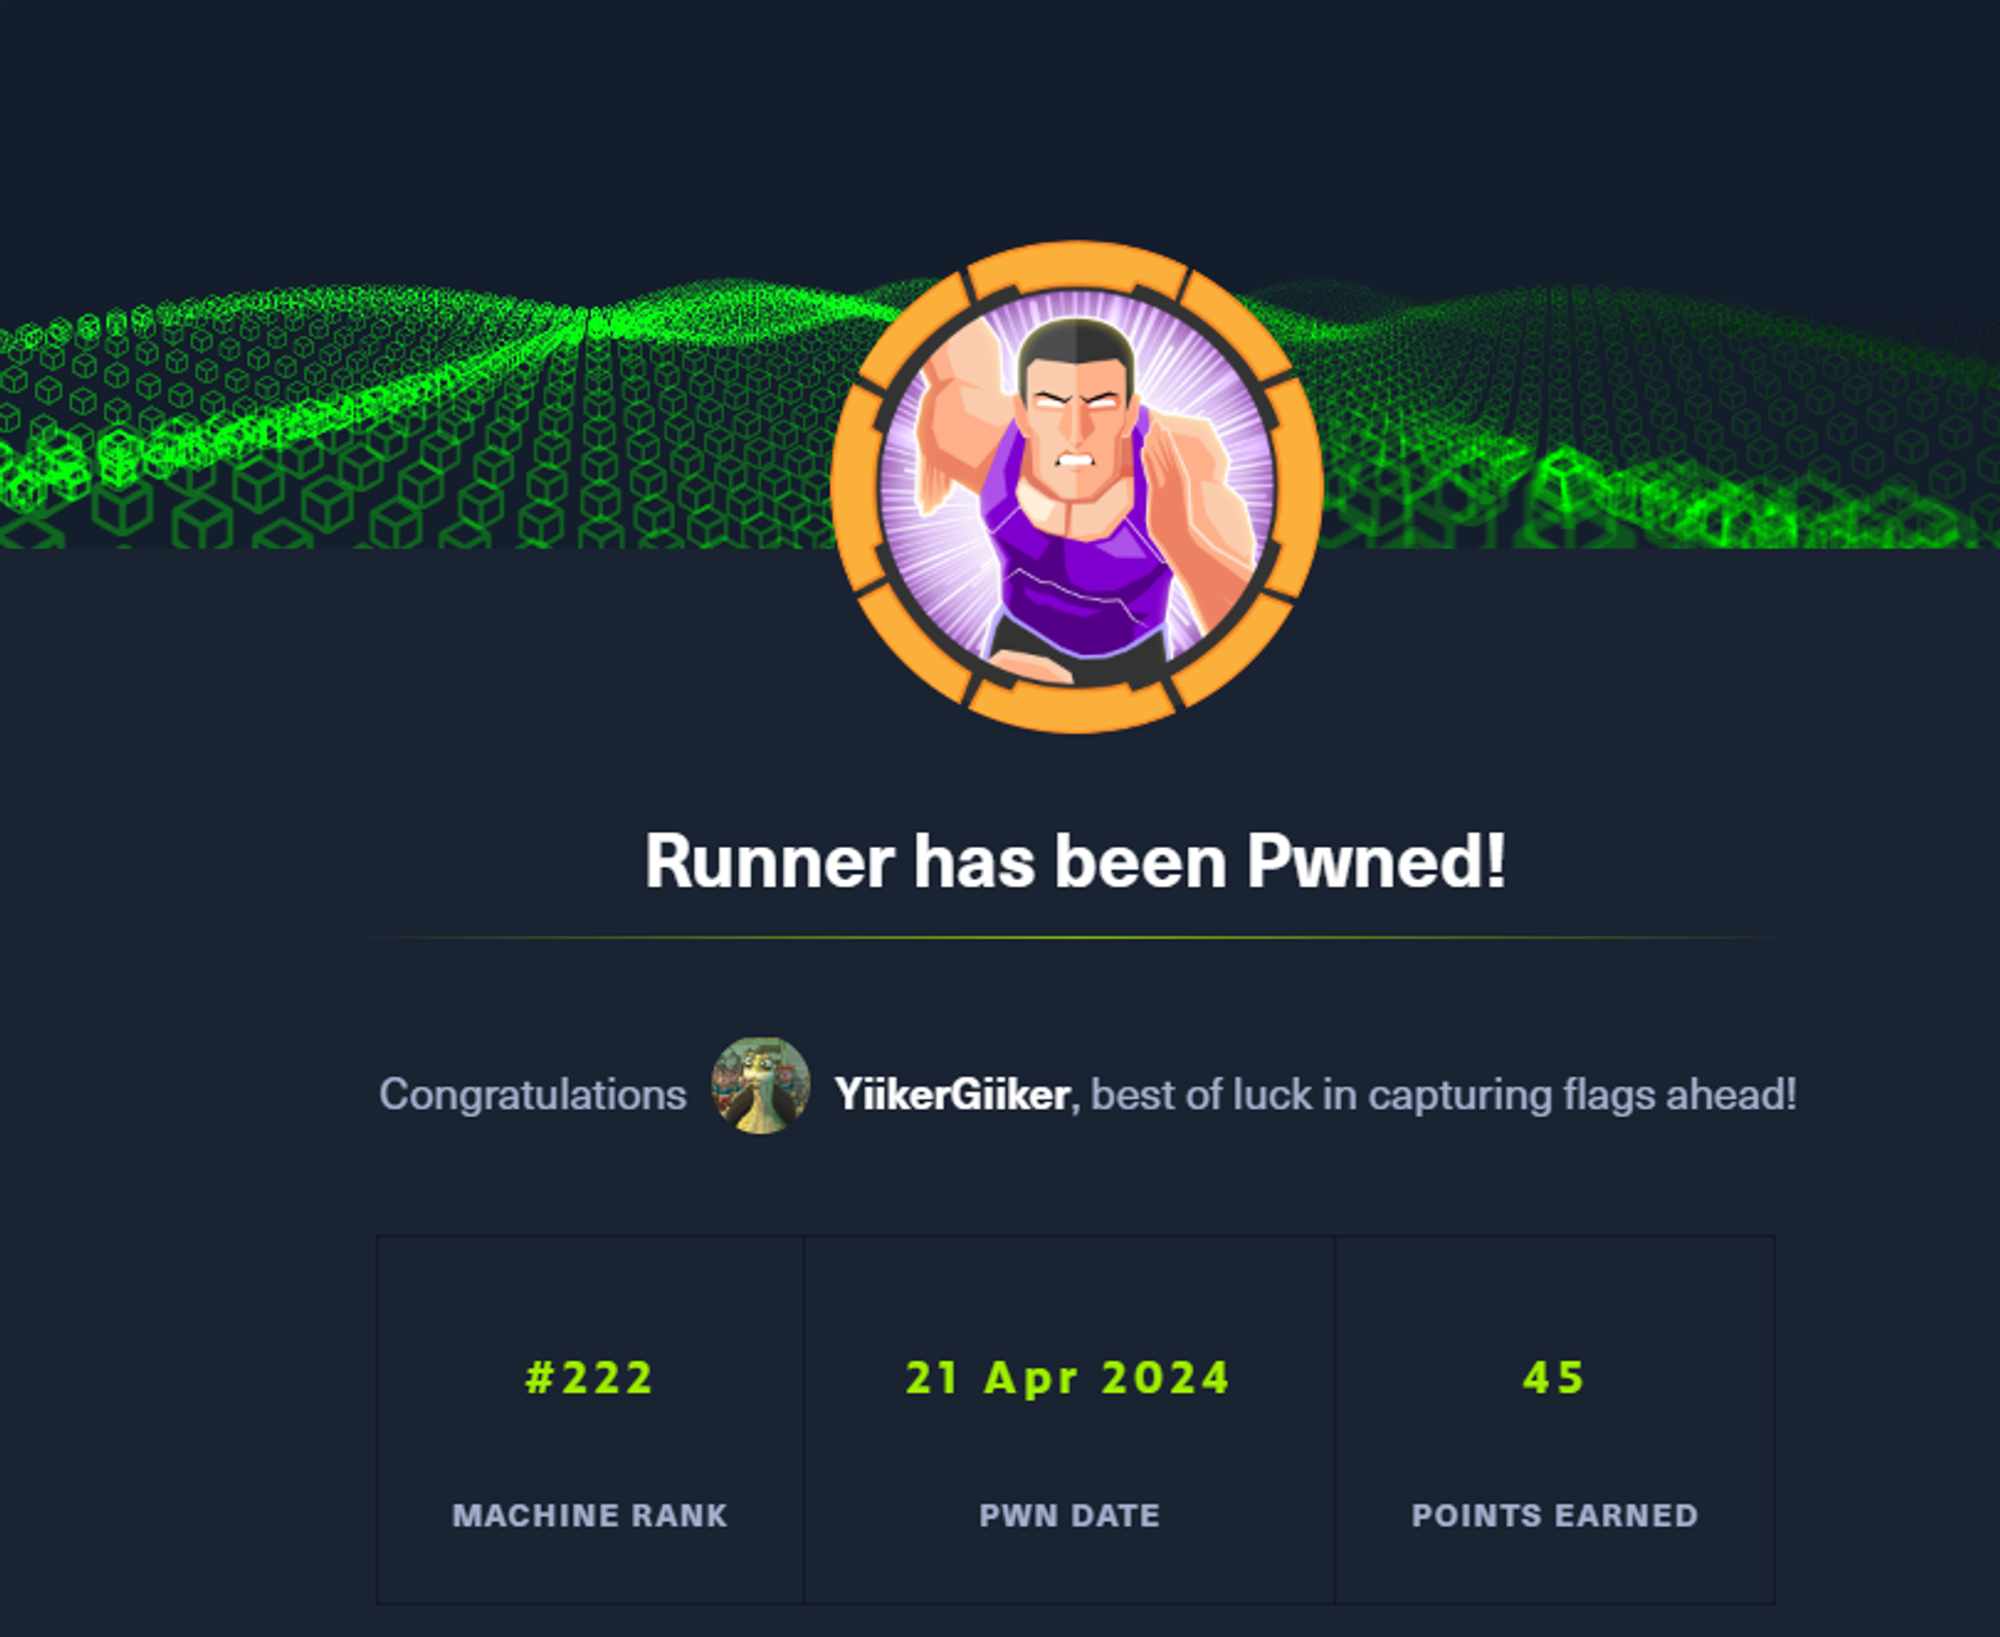 Runner has been Pwned!
Congratulations YiikerGiiker, best of luck in capturing flags ahead!
#222 21 Apr 2024 45
MACHINE RANK PWN DATE POINTS EARNED